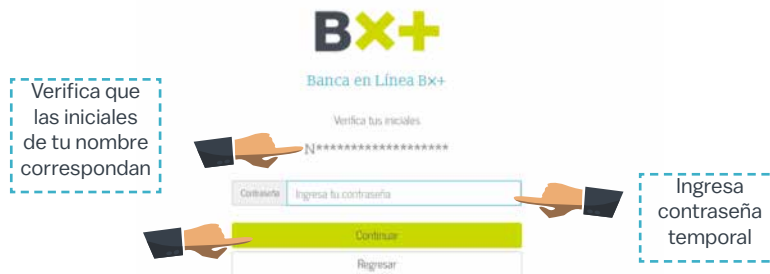 B×+
Banca en Línea B×+
Verifica que
las iniciales
de tu nombre
correspondan
Verifica tus iniciales
N*******************
Contraseña
Ingresa tu contraseña
Ingresa
contraseña
temporal
Continuar
Regresar